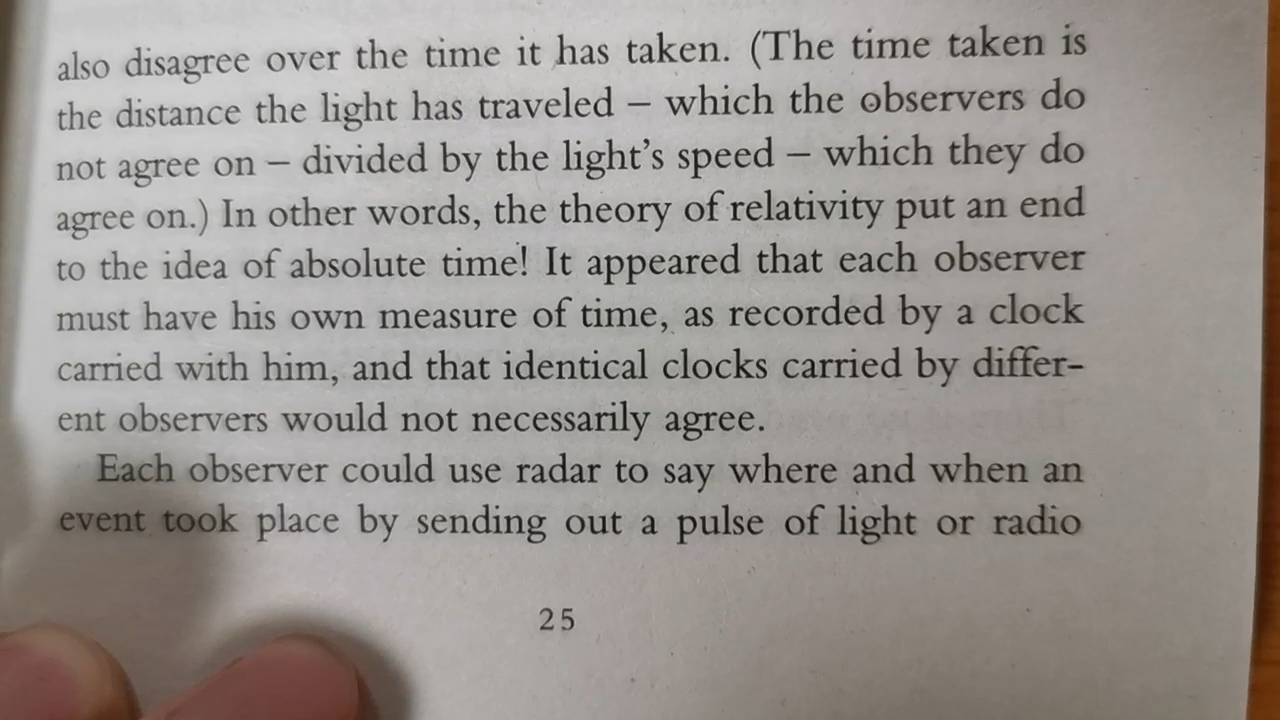 also disagree over the time it has taken. (The time taken is
the distance the light has traveled – which the observers do
not agree on – divided by the light’s speed – which they do
agree on.) In other words, the theory of relativity put an end
to the idea of absolute time! It appeared that each observer
must have his own measure of time, as recorded by a clock
carried with him, and that identical clocks carried by differ-
ent observers would not necessarily agree.
Each observer could use radar to say where and when an
event took place by sending out a pulse of light or radio
25